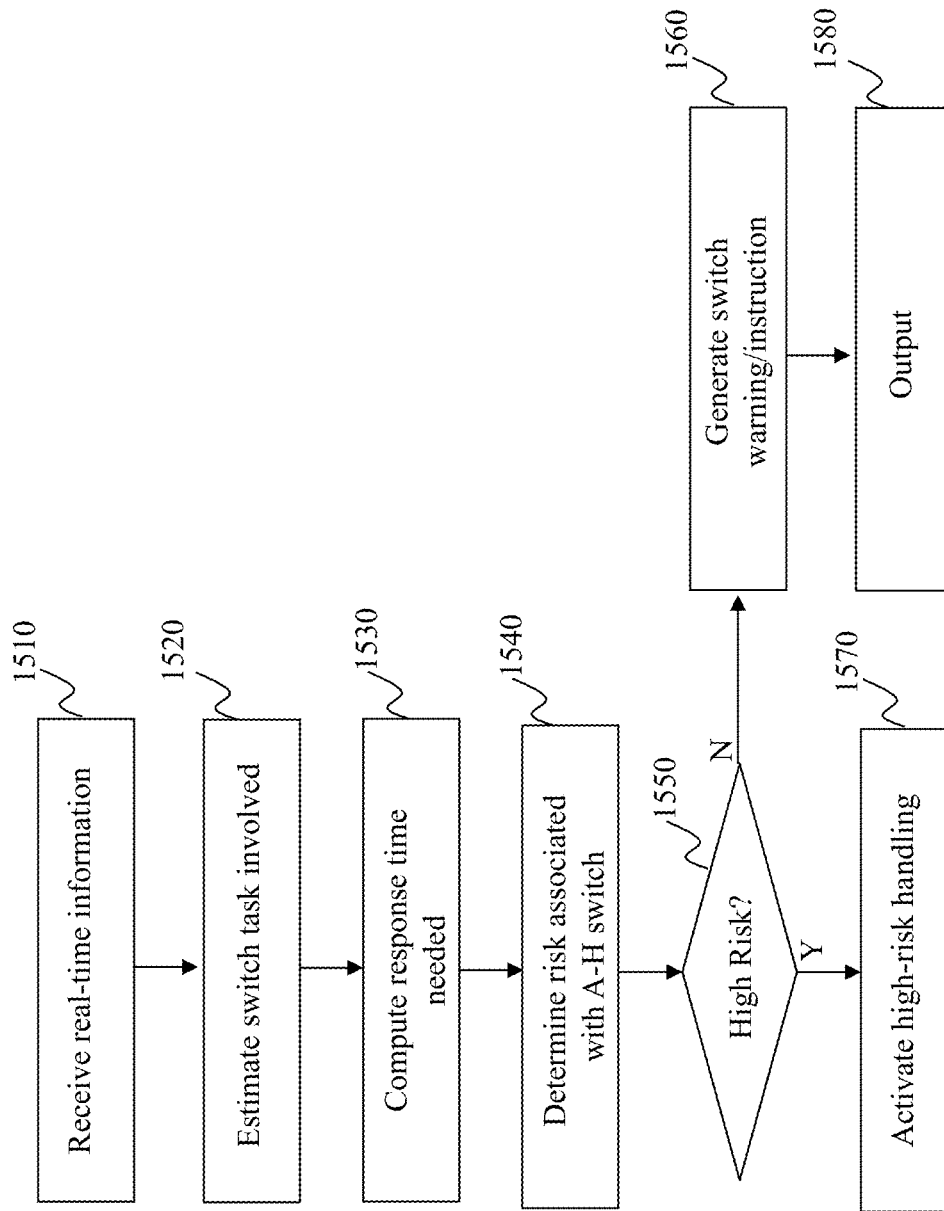 1510
Receive real-time information
1520
Estimate switch task involved
1530
Compute response time
needed
1540
Determine risk associated
with A-H switch
1550
High Risk?
N
Y
1560
Generate switch
warning/instruction
1570
Activate high-risk handling
1580
Output